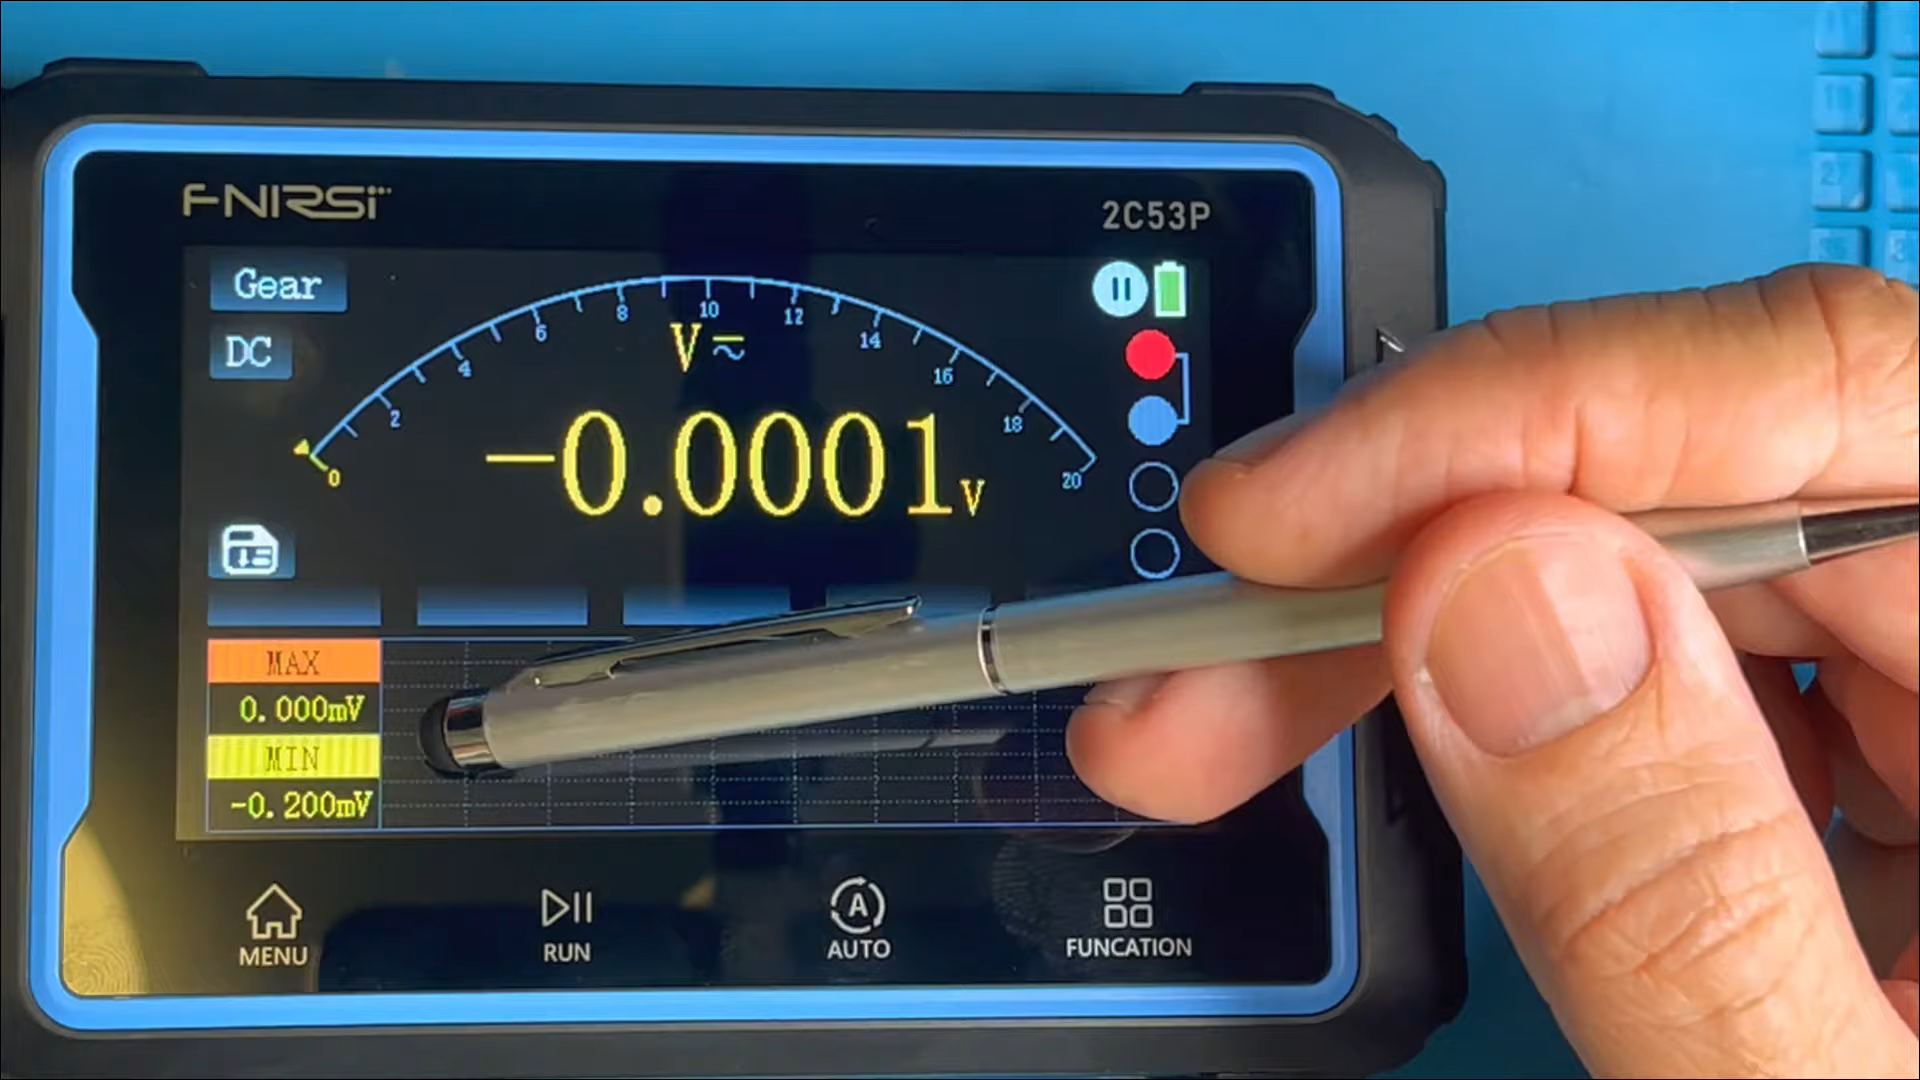 FNIRSI
2C53P
Gear
DC
0
2
4
6
8
10
12
14
16
18
20
V
-0.0001V
MAX
0.000mV
MIN
-0.200mV
MENU
RUN
A
AUTO
FUNCATION